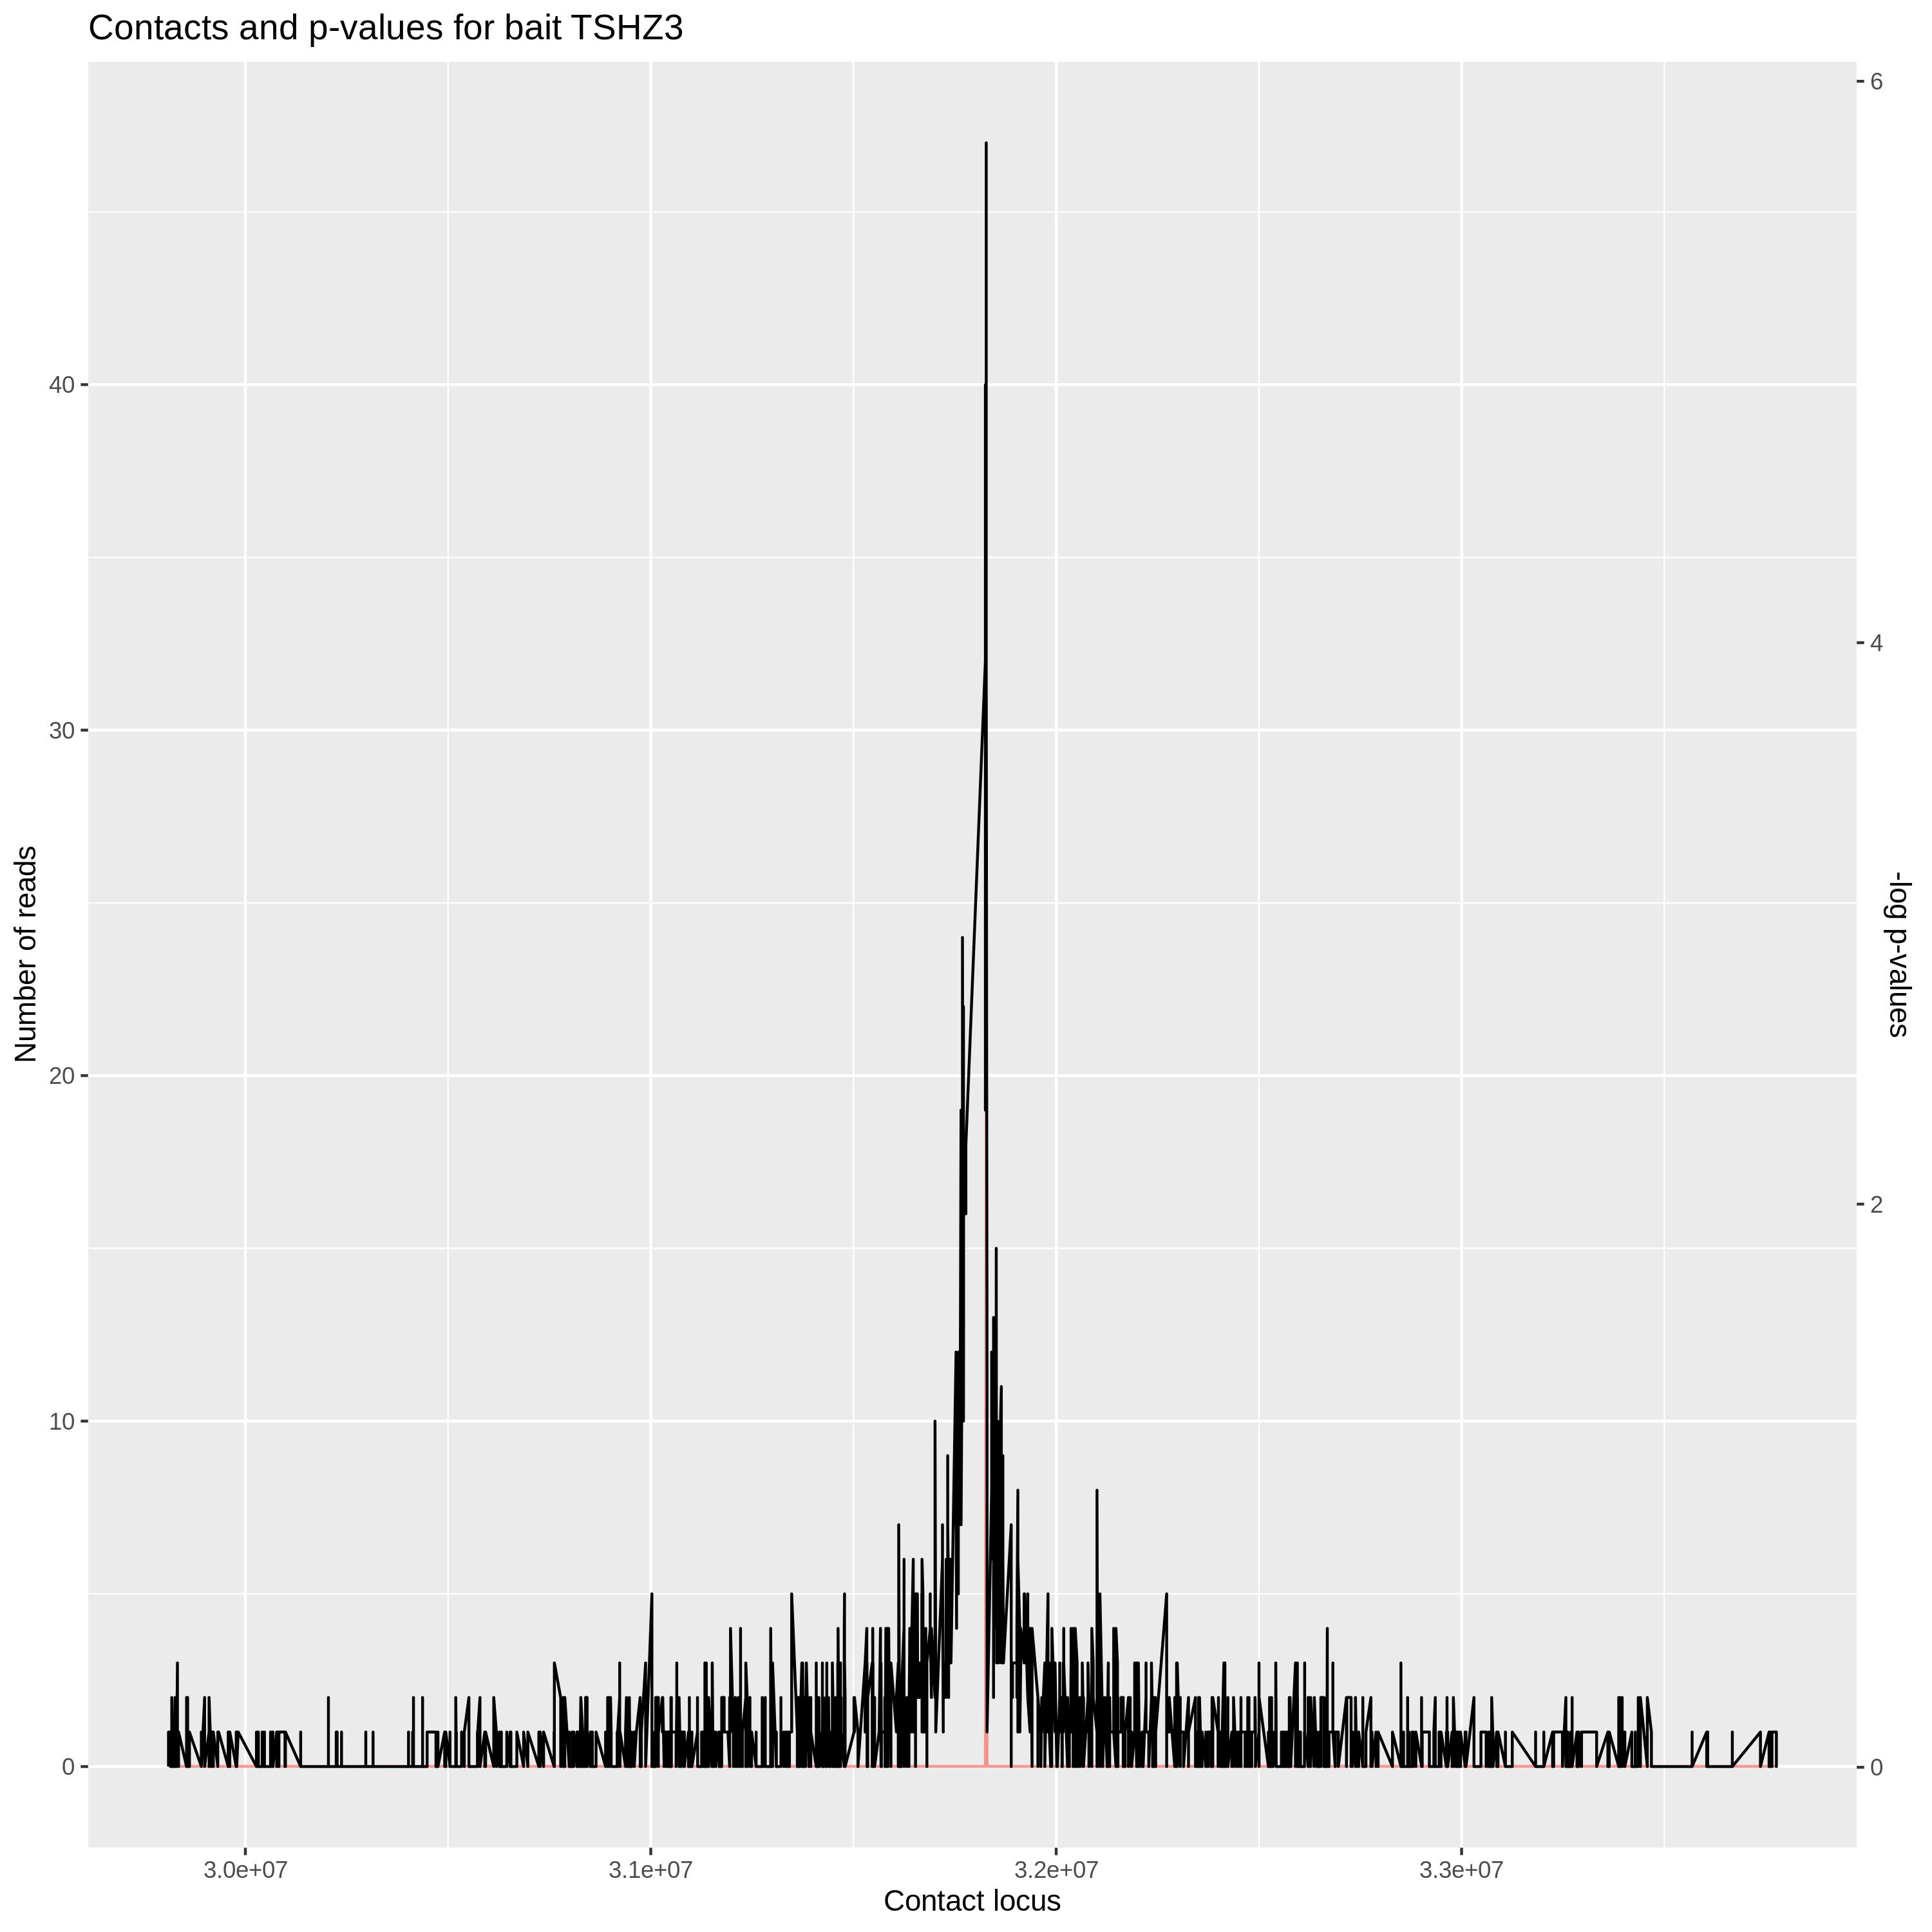 Contacts and p-values for bait TSHZ3
Number of reads
40
30
20
10
0
6
4
2
0
-log p-values
3.0e+07 3.1e+07 3.2e+07 3.3e+07
Contact locus